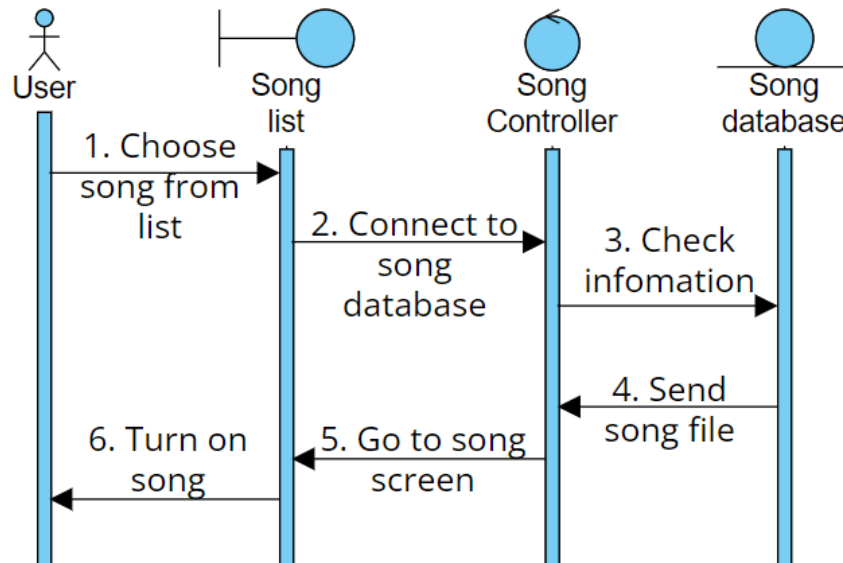 User
Song
list
Song
Controller
Song
database
1. Choose
song from
list
2. Connect to
song
database
3. Check
infomation
4. Send
song file
5. Go to song
screen
6. Turn on
song